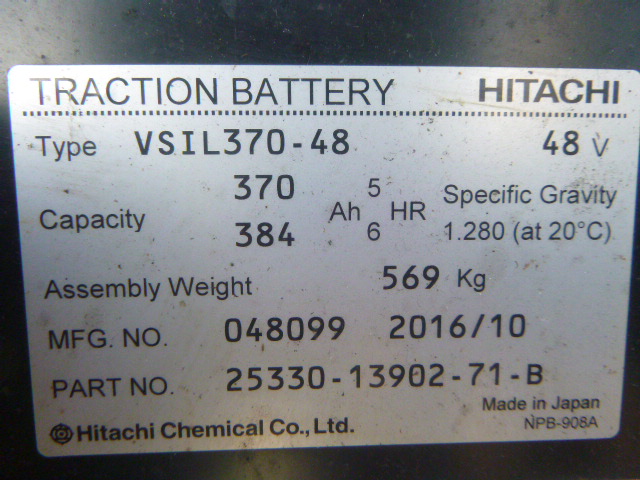 TRACTION BATTERY HITACHI
Type VSIL370-48 48 V
Capacity 370 Ah 5 HR Specific Gravity
384 6 1.280 (at 20°C)
Assembly Weight 569 Kg
MFG. NO. 048099 2016/10
PART NO. 25330-13902-71-B
Made in Japan
Hitachi Chemical Co., Ltd. NPB-908A